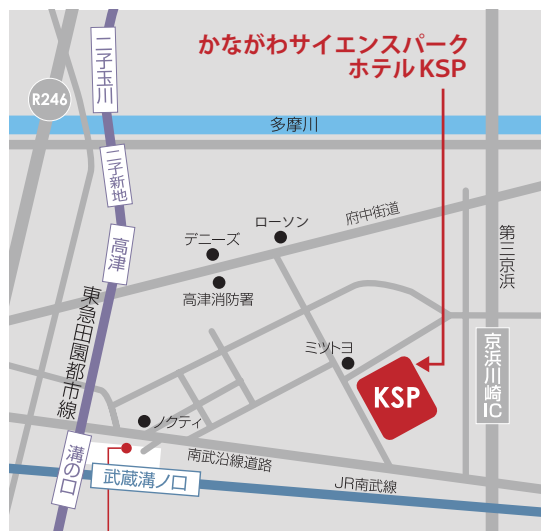 かながわサイエンスパーク
ホテル KSP
二子玉川
R246
多摩川
二子新地
府中街道
ローソン
デニーズ
高津
第三京浜
高津消防署
東急田園都市線
ミツトヨ
京浜川崎IC
KSP
ノクティ
溝の口
南武沿線道路
武蔵溝ノ口
JR南武線